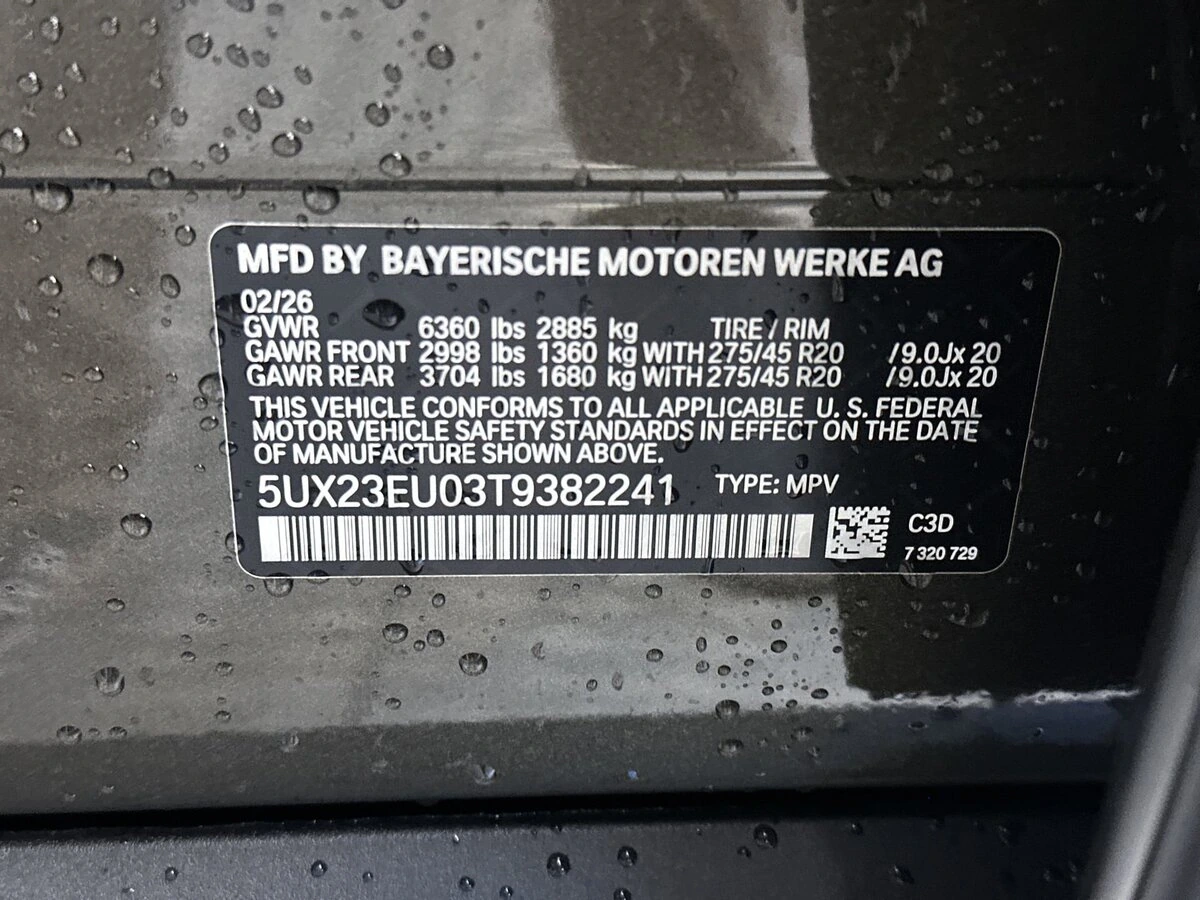 MFD BY BAYERISCHE MOTOREN WERKE AG
02/26
GVWR 6360 lbs 2885 kg TIRE / RIM
GAWR FRONT 2998 lbs 1360 kg WITH 275/45 R20 /9.0Jx 20
GAWR REAR 3704 lbs 1680 kg WITH 275/45 R20 /9.0Jx 20
THIS VEHICLE CONFORMS TO ALL APPLICABLE U. S. FEDERAL
MOTOR VEHICLE SAFETY STANDARDS IN EFFECT ON THE DATE
OF MANUFACTURE SHOWN ABOVE.
5UX23EU03T9382241 TYPE: MPV
C3D
7 320 729